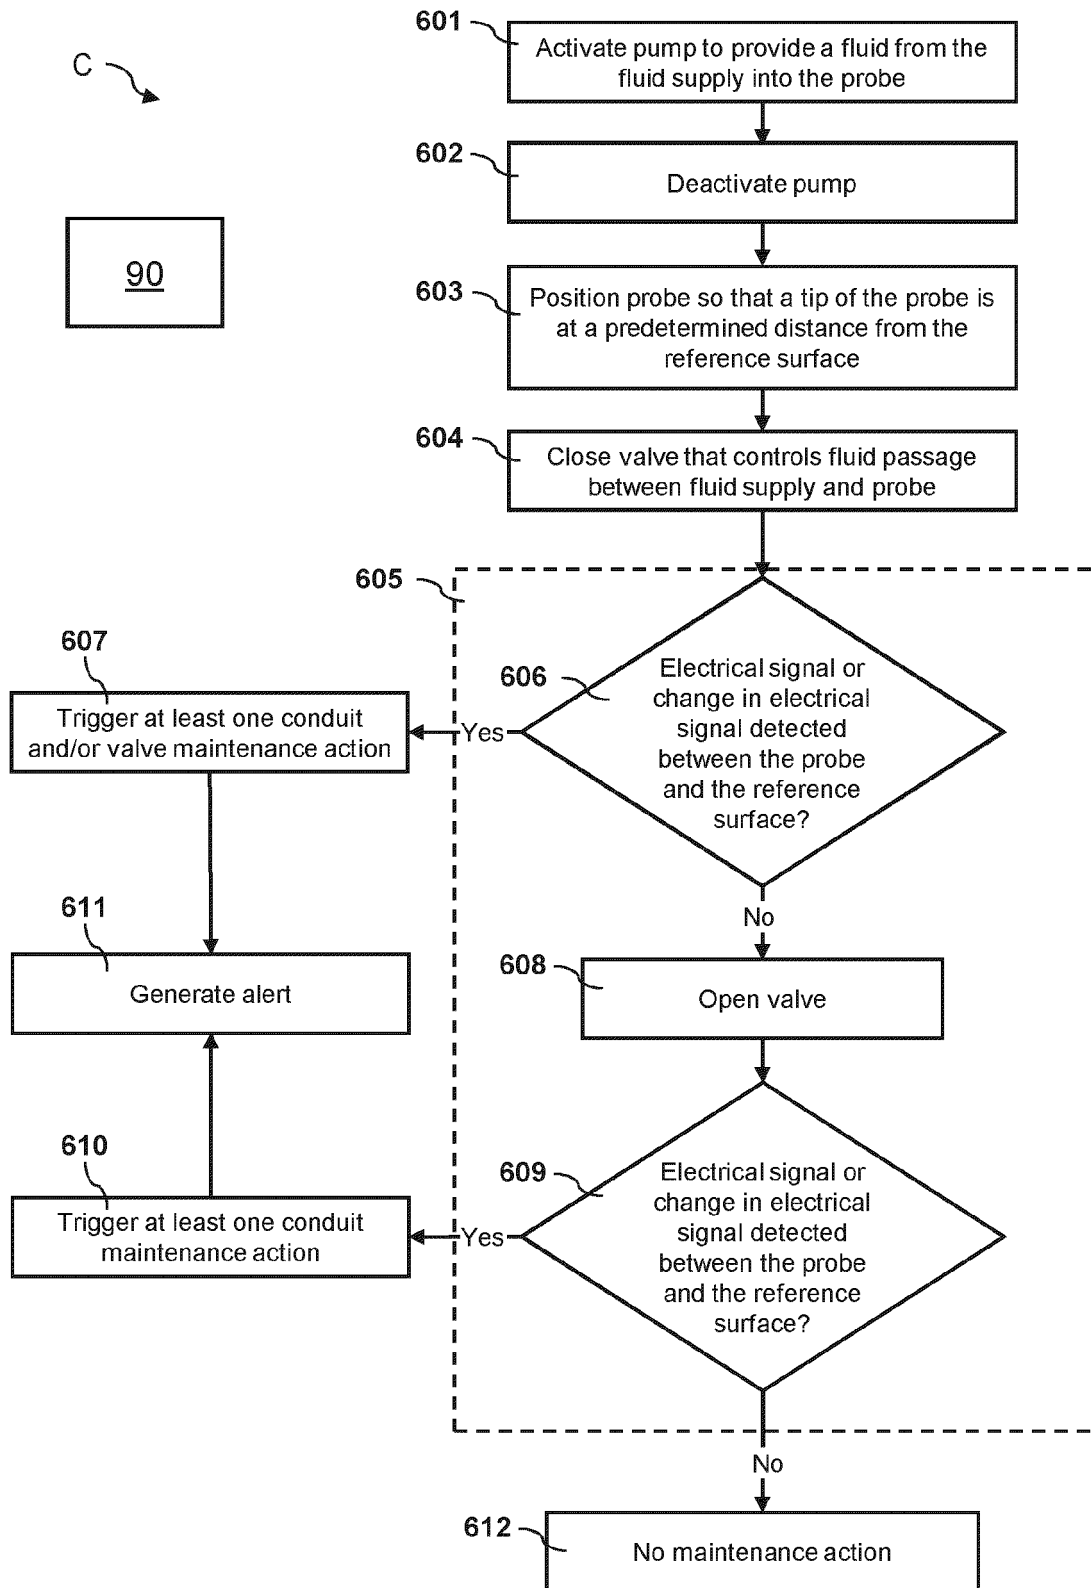 601
Activate pump to provide a fluid from the
fluid supply into the probe
C
602
Deactivate pump
90
603
Position probe so that a tip of the probe is
at a predetermined distance from the
reference surface
604
Close valve that controls fluid passage
between fluid supply and probe
605
606
Electrical signal or
change in electrical
signal detected
between the probe
and the reference
surface?
Yes
607
Trigger at least one conduit
and/or valve maintenance action
No
608
Open valve
611
Generate alert
609
Electrical signal or
change in electrical
signal detected
between the probe
and the reference
surface?
Yes
610
Trigger at least one conduit
maintenance action
No
612
No maintenance action